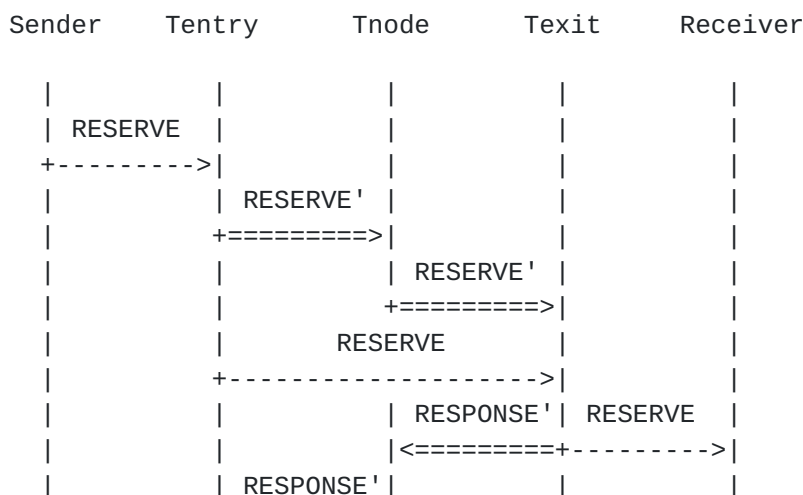 Sender    Tentry      Tnode       Texit     Receiver

  |          |          |          |          |
  | RESERVE  |          |          |          |
  +--------->|          |          |          |
  |          | RESERVE' |          |          |
  |          +=========>|          |          |
  |          |          | RESERVE' |          |
  |          |          +=========>|          |
  |          |       RESERVE       |          |
  |          +-------------------->|          |
  |          |          | RESPONSE'| RESERVE  |
  |          |          |<=========+--------->|
  |          | RESPONSE'|          |          |